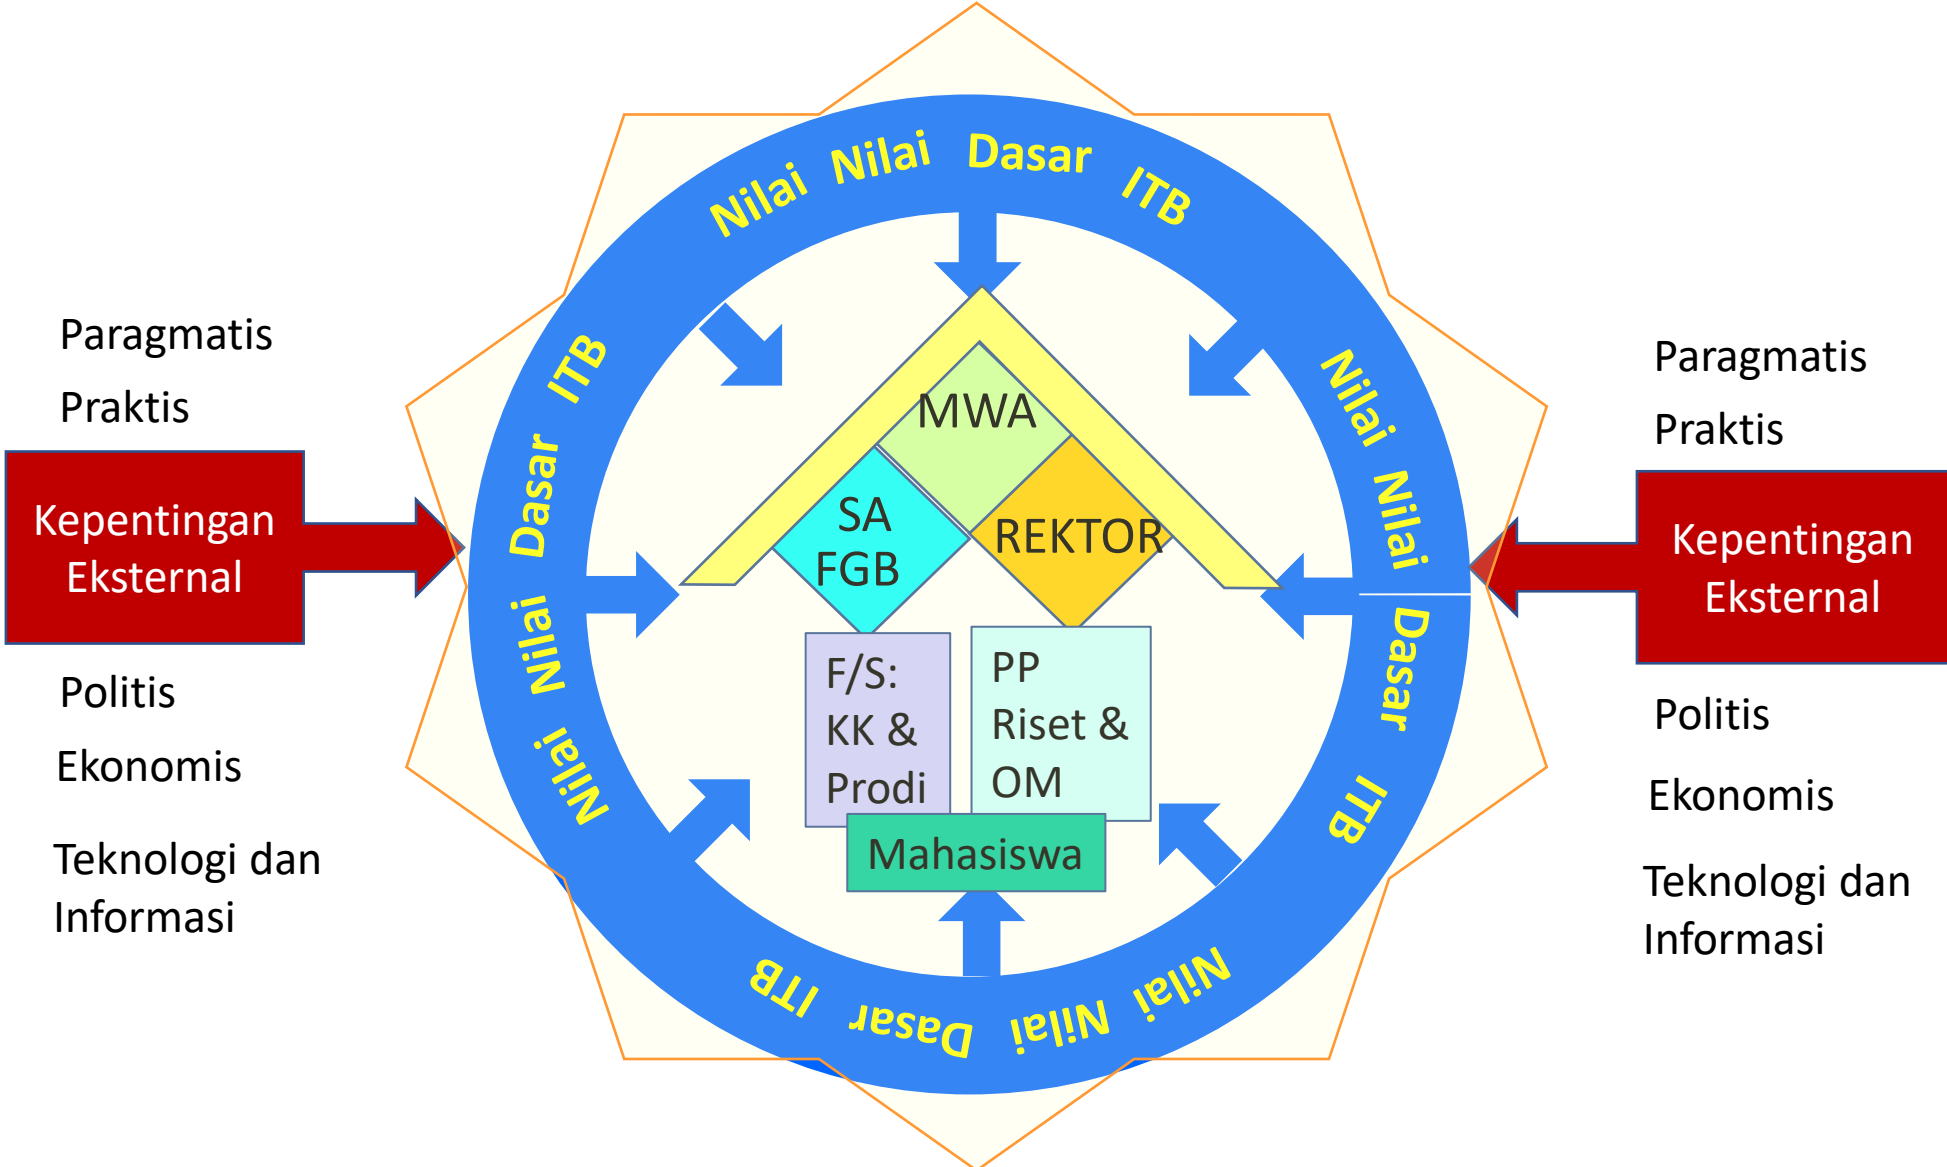 Nilai Nilai Dasar ITB
Nilai Nilai Dasar ITB
Nilai Nilai Dasar ITB
Nilai Nilai Dasar ITB
Paragmatis
Praktis
Kepentingan
Eksternal
Politis
Ekonomis
Teknologi dan
Informasi
MWA
SA
FGB
REKTOR
F/S:
KK &
Prodi
PP
Riset &
OM
Mahasiswa
Paragmatis
Praktis
Kepentingan
Eksternal
Politis
Ekonomis
Teknologi dan
Informasi